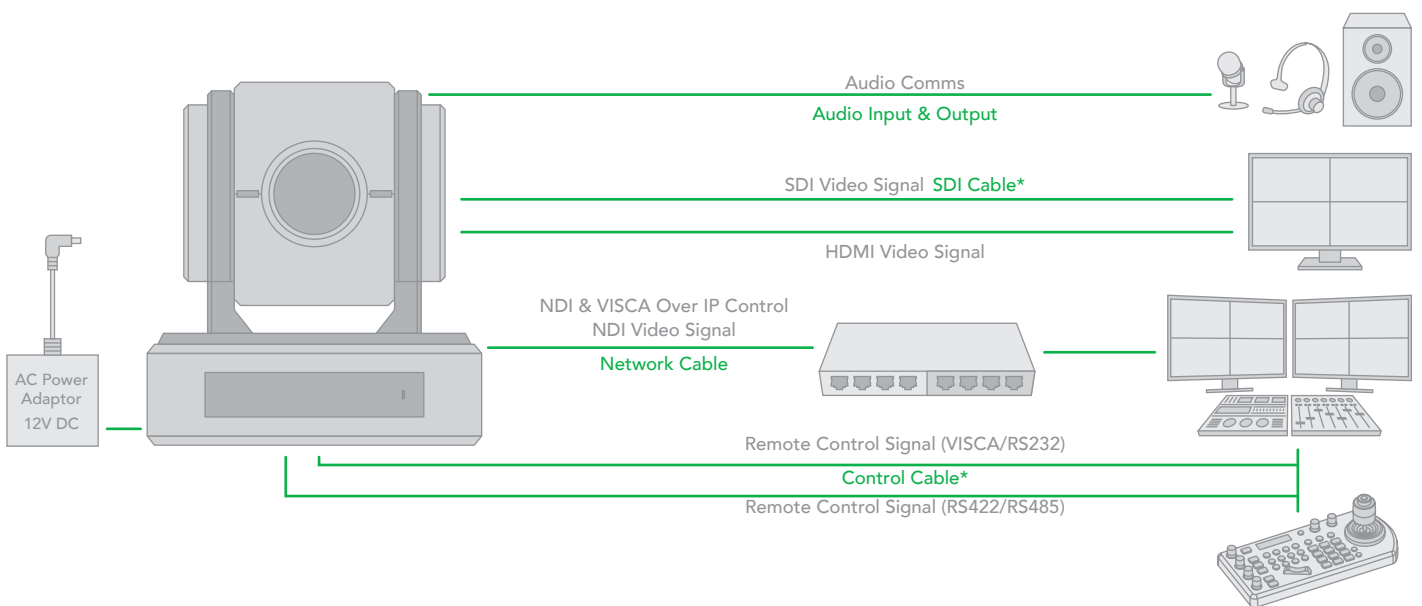 Audio Comms
Audio Input & Output
SDI Video Signal SDI Cable*
HDMI Video Signal
NDI & VISCA Over IP Control
NDI Video Signal
Network Cable
AC Power
Adaptor
12V DC
Remote Control Signal (VISCA/RS232)
Control Cable*
Remote Control Signal (RS422/RS485)